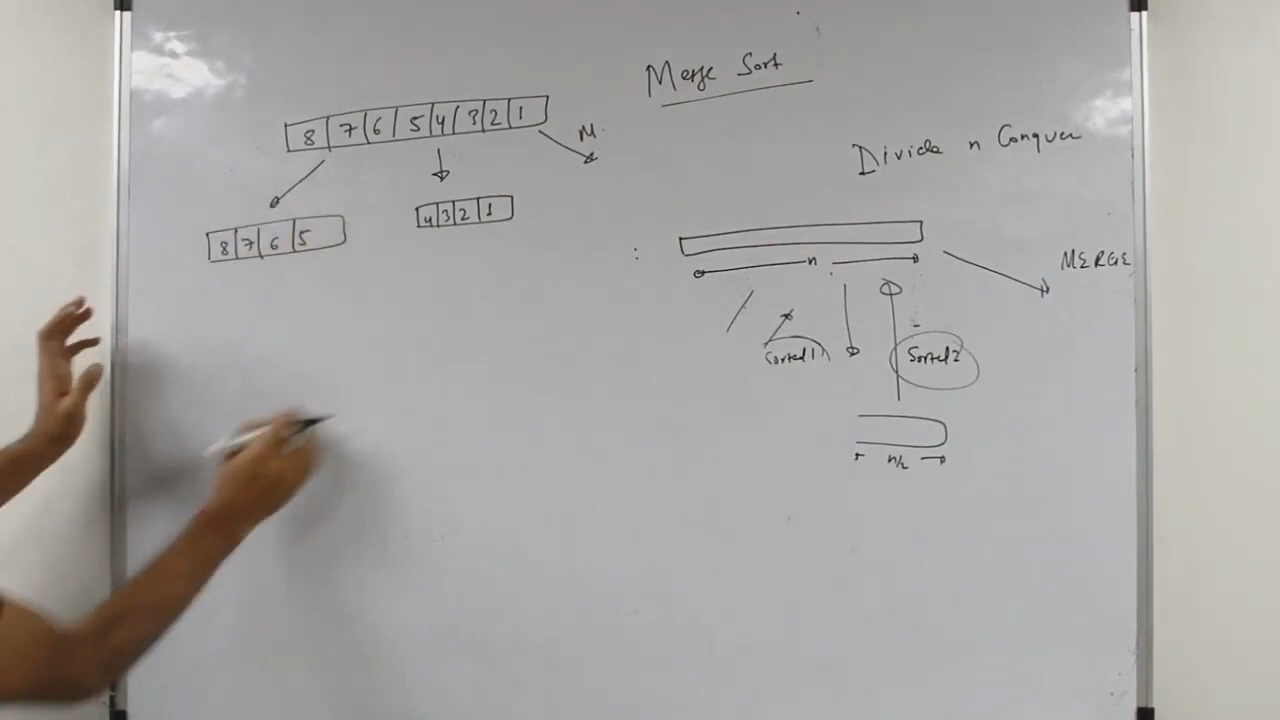 Merge Sort
8 7 6 5 4 3 2 1
M.
Divide n Conquer
8 7 6 5
4 3 2 1
n
MERGE
Sorted 1
Sorted 2
n/2